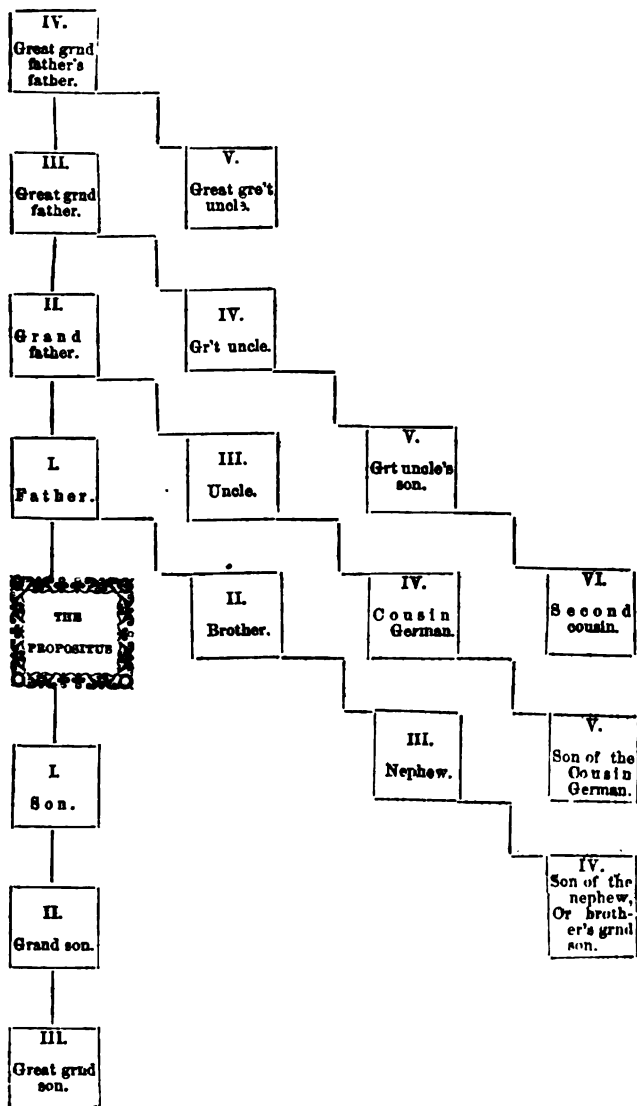 IV.
Great grnd
father's
father.
V.
Great gre't
uncle.
III.
Great grnd
father.
IV.
Gr't uncle.
II.
Grand
father.
V.
Grt uncle's
son.
III.
Uncle.
I.
Father.
VI.
Second
cousin.
IV.
Cousin
German.
II.
Brother.
THE
PROPOSITUS
V.
Son of the
Cousin
German.
III.
Nephew.
I.
Son.
IV.
Son of the
nephew,
Or broth-
er's grnd
son.
II.
Grand son.
III.
Great grnd
son.